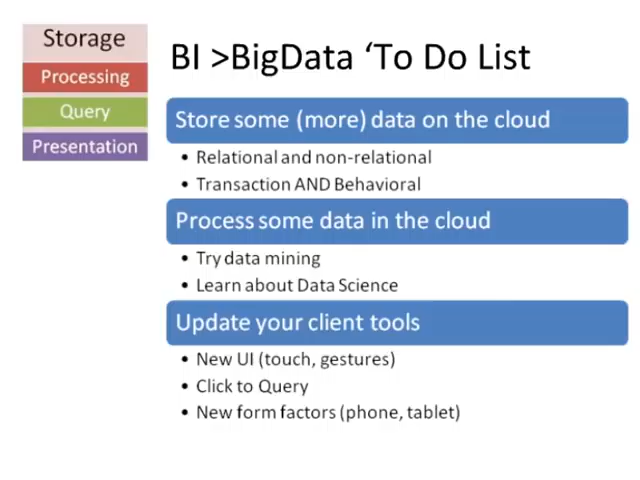 Storage
Processing
Query
Presentation
BI >BigData ‘To Do List
Store some (more) data on the cloud
• Relational and non-relational
• Transaction AND Behavioral
Process some data in the cloud
• Try data mining
• Learn about Data Science
Update your client tools
• New UI (touch, gestures)
• Click to Query
• New form factors (phone, tablet)